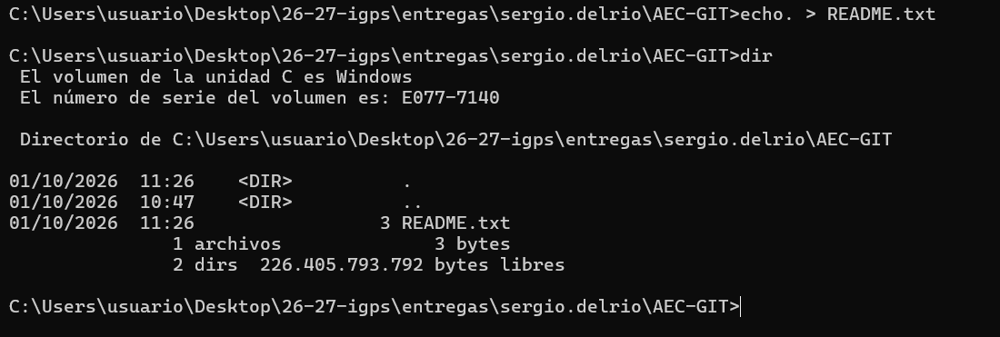 C:\Users\usuario\Desktop\26-27-igps\entregas\sergio.delrio\AEC-GIT>echo. > README.txt
C:\Users\usuario\Desktop\26-27-igps\entregas\sergio.delrio\AEC-GIT>dir
 El volumen de la unidad C es Windows
 El número de serie del volumen es: E077-7140
 Directorio de C:\Users\usuario\Desktop\26-27-igps\entregas\sergio.delrio\AEC-GIT
01/10/2026  11:26    <DIR>          .
01/10/2026  10:47    <DIR>          ..
01/10/2026  11:26                 3 README.txt
               1 archivos              3 bytes
               2 dirs  226.405.793.792 bytes libres
C:\Users\usuario\Desktop\26-27-igps\entregas\sergio.delrio\AEC-GIT>